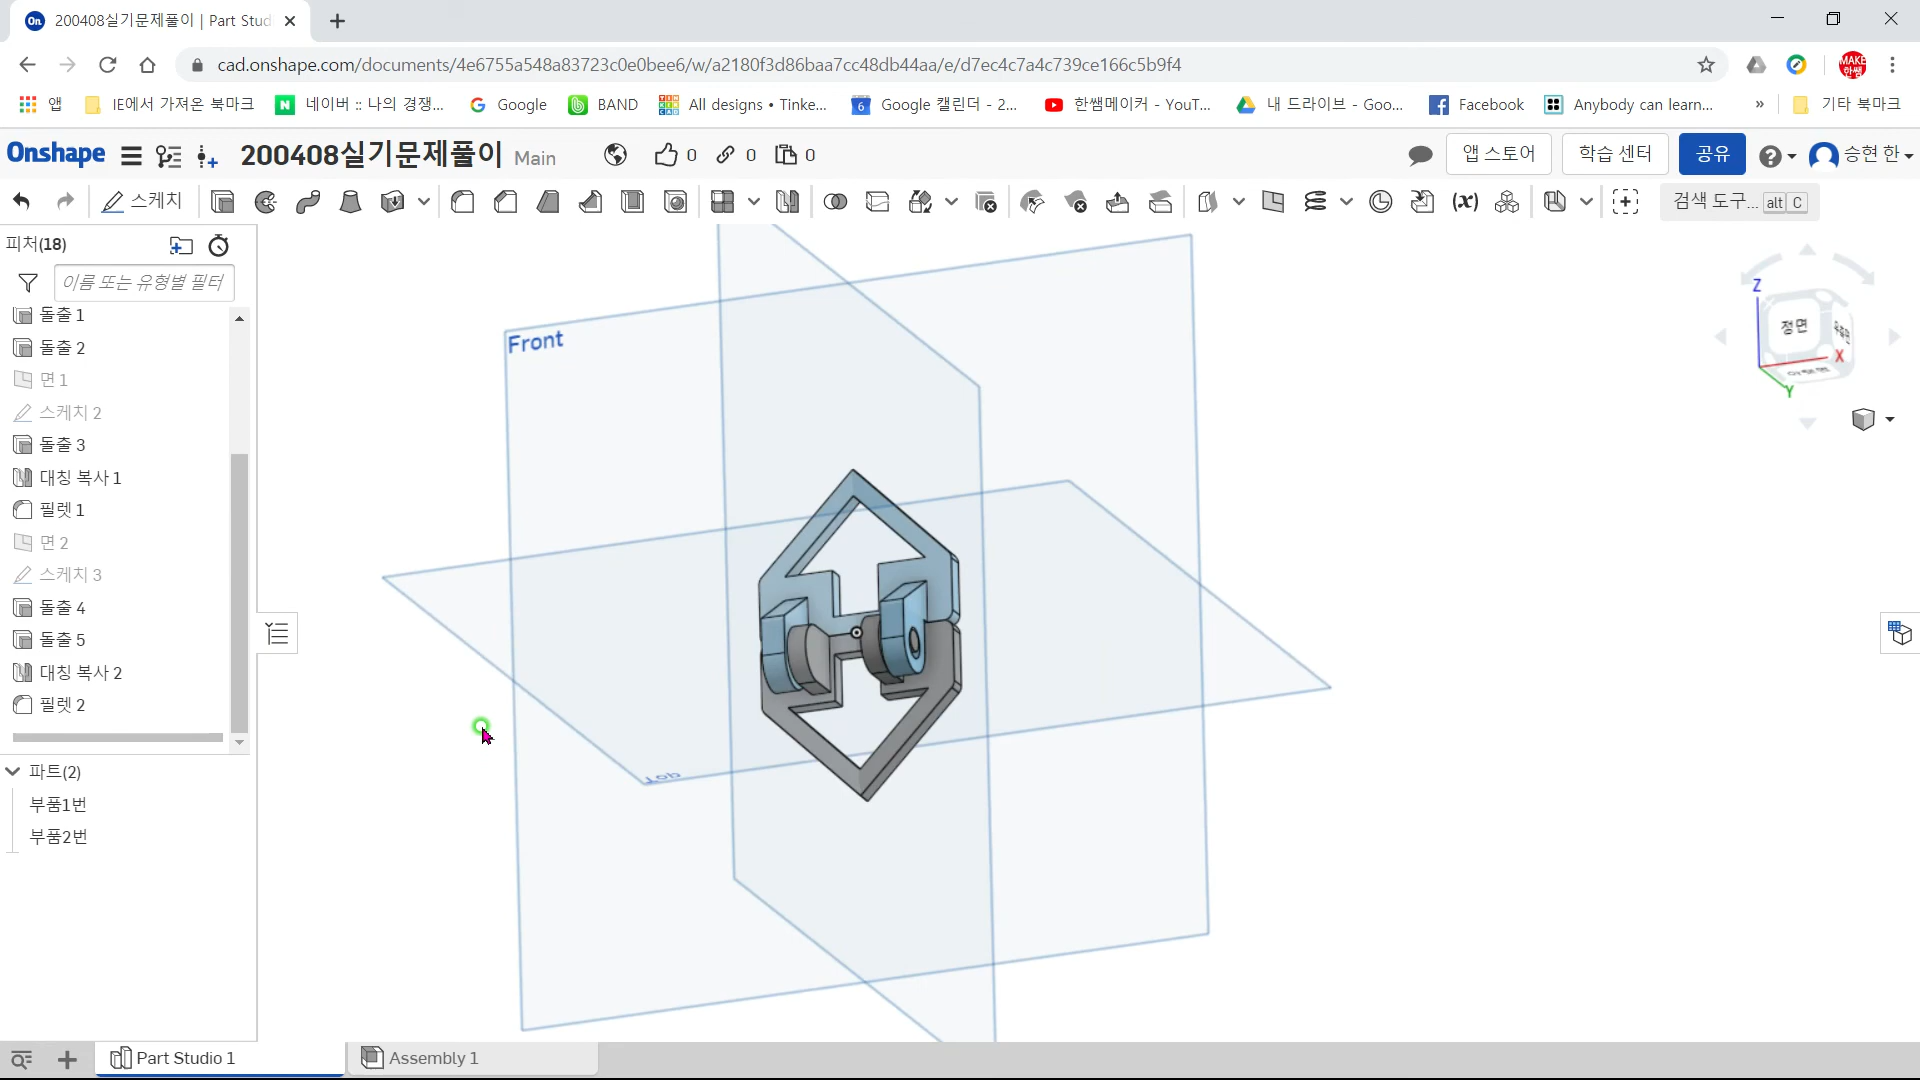 200408실기문제풀이 | Part Stud
cad.onshape.com/documents/4e6755a548a83723c0e0bee6/w/a2180f3d86baa7cc48db44aa/e/d7ec4c7a4c739ce166c5b9f4
MAKE
한쌤
앱
IE에서 가져온 북마크
네이버 :: 나의 경쟁...
Google
BAND
All designs • Tinke...
Google 캘린더 - 2...
한쌤메이커 - YouT...
내 드라이브 - Goo...
Facebook
Anybody can learn...
»
기타 북마크
Onshape
200408실기문제풀이 Main
0
0
0
앱 스토어
학습 센터
공유
승현 한
스케치
(x)
검색 도구... alt C
피처(18)
이름 또는 유형별 필터
돌출 1
돌출 2
면 1
스케치 2
돌출 3
대칭 복사 1
필렛 1
면 2
스케치 3
돌출 4
돌출 5
대칭 복사 2
필렛 2
파트(2)
부품1번
부품2번
Front
Top
Z
정면
X
Y
Part Studio 1
Assembly 1